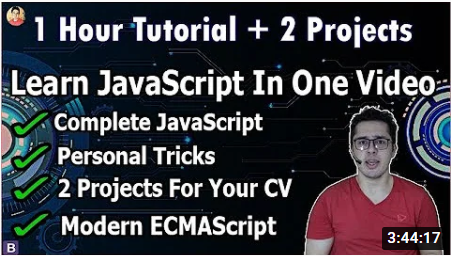 1 Hour Tutorial + 2 Projects
Learn JavaScript In One Video
Complete JavaScript
Personal Tricks
2 Projects For Your CV
Modern ECMAScript
B
3:44:17